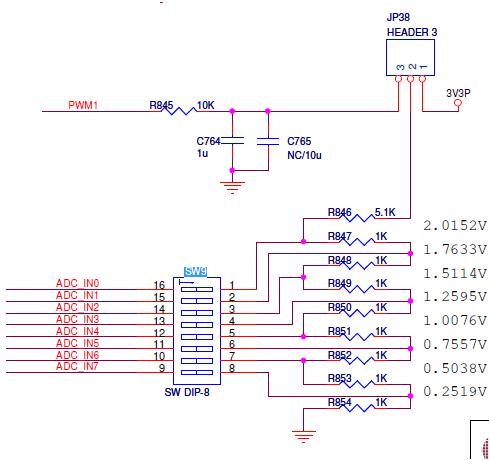 JP38
HEADER 3
3 2 1
3V3P
PWM1 R845 10K
C764 C765
1u NC/10u
R846 5.1K
2.0152V
R847 1K
1.7633V
R848 1K
1.5114V
SW9
R849 1K
1.2595V
ADC_IN0 16 1
ADC_IN1 15 2
ADC_IN2 14 3
R850 1K
1.0076V
ADC_IN3 13 4
ADC_IN4 12 5
R851 1K
0.7557V
ADC_IN5 11 6
ADC_IN6 10 7
R852 1K
0.5038V
ADC_IN7 9 8
R853 1K
0.2519V
SW DIP-8
R854 1K